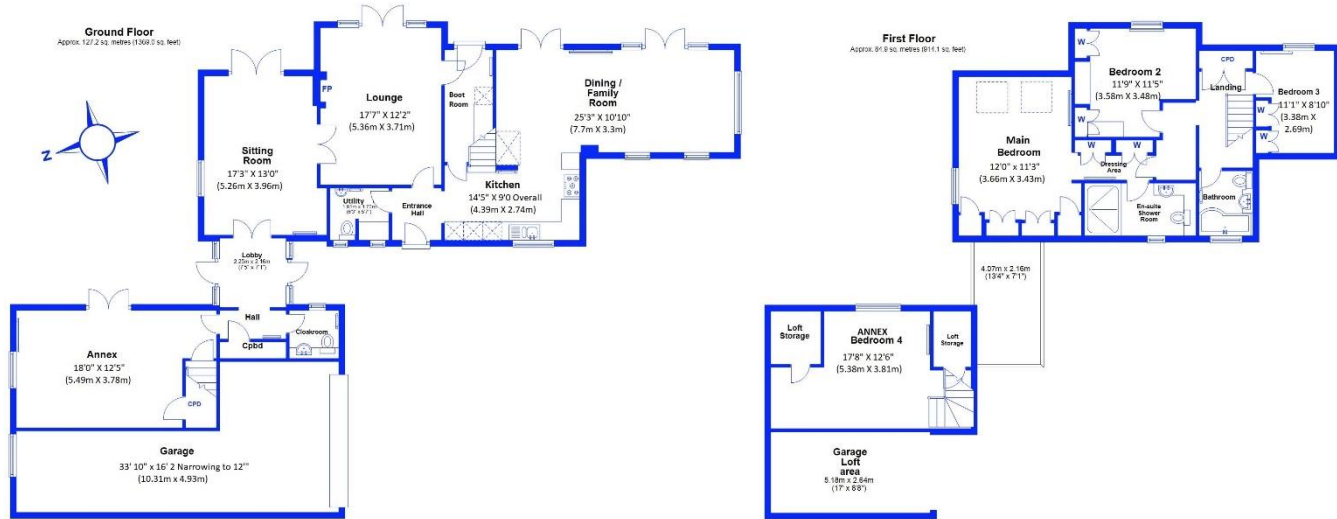 Ground Floor
Approx. 127.2 sq. metres (1369.0 sq. feet)
First Floor
Approx. 84.9 sq. metres (914.1 sq. feet)
Z
FP
Lounge
17'7" X 12'2"
(5.36m X 3.71m)
Boot
Room
Dining /
Family
Room
25'3" X 10'10"
(7.7m X 3.3m)
Sitting
Room
17'3" X 13'0"
(5.26m X 3.96m)
Kitchen
14'5" X 9'0 Overall
(4.39m X 2.74m)
Utility
Entrance
Hall
Lobby
2.25m x 2.16m
(7'5" x 7'1")
Hall
Cloakroom
Cpbd
Annex
18'0" X 12'5"
(5.49m X 3.78m)
CPD
Garage
33' 10" x 16' 2 Narrowing to 12'"
(10.31m x 4.93m)
W
Bedroom 2
11'9" X 11'5"
(3.58m X 3.48m)
W
CPD
Landing
Bedroom 3
11'1" X 8'10"
(3.38m X
2.69m)
W
W
Main
Bedroom
12'0" X 11'3"
(3.66m X 3.43m)
W
W
Dressing
Area
En-suite
Shower
Room
Bathroom
4.07m x 2.16m
(13'4" x 7'1")
Loft
Storage
ANNEX
Bedroom 4
17'8" X 12'6"
(5.38m X 3.81m)
Loft
Storage
Garage
Loft
area
5.18m x 2.64m
(17' x 8'8")